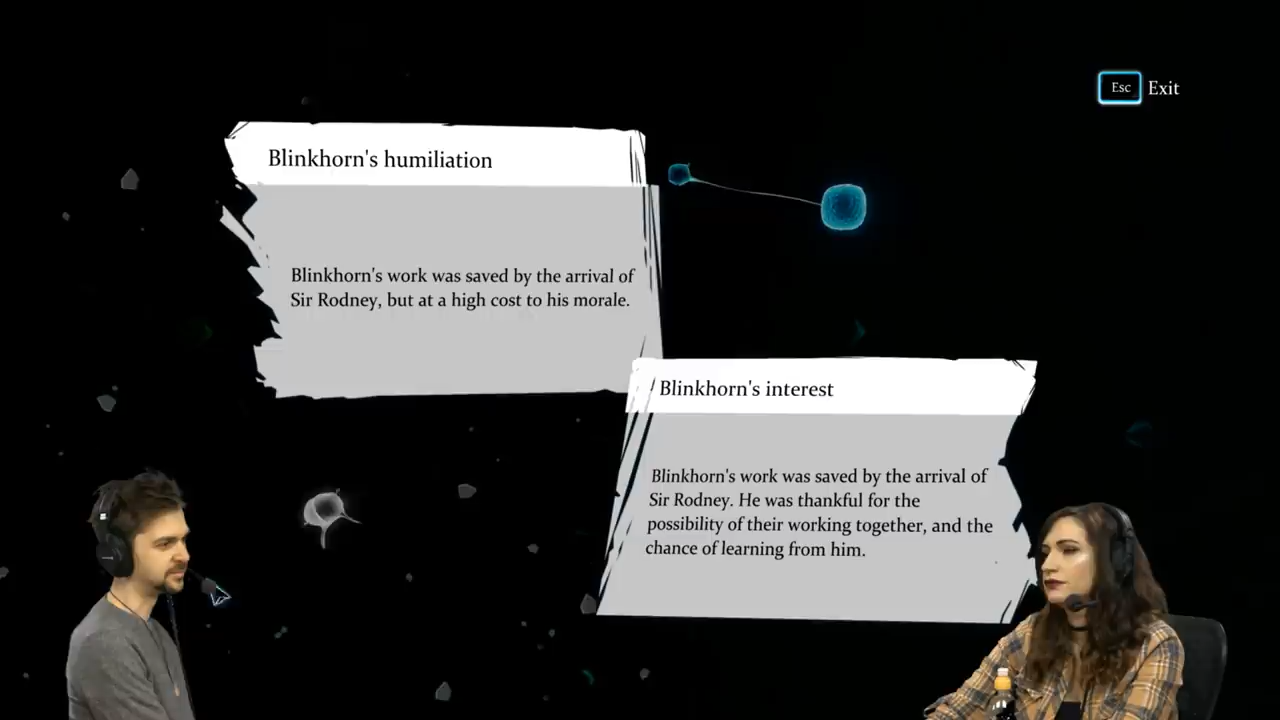 Esc Exit
Blinkhorn's humiliation
Blinkhorn's work was saved by the arrival of
Sir Rodney, but at a high cost to his morale.
Blinkhorn's interest
Blinkhorn's work was saved by the arrival of
Sir Rodney. He was thankful for the
possibility of their working together, and the
chance of learning from him.